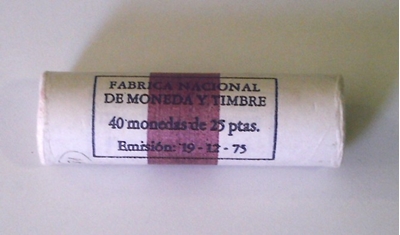 FABRICA NACIONAL
DE MONEDA Y TIMBRE
40 monedas de 25 ptas.
Emisión: 19 - 12 - 75